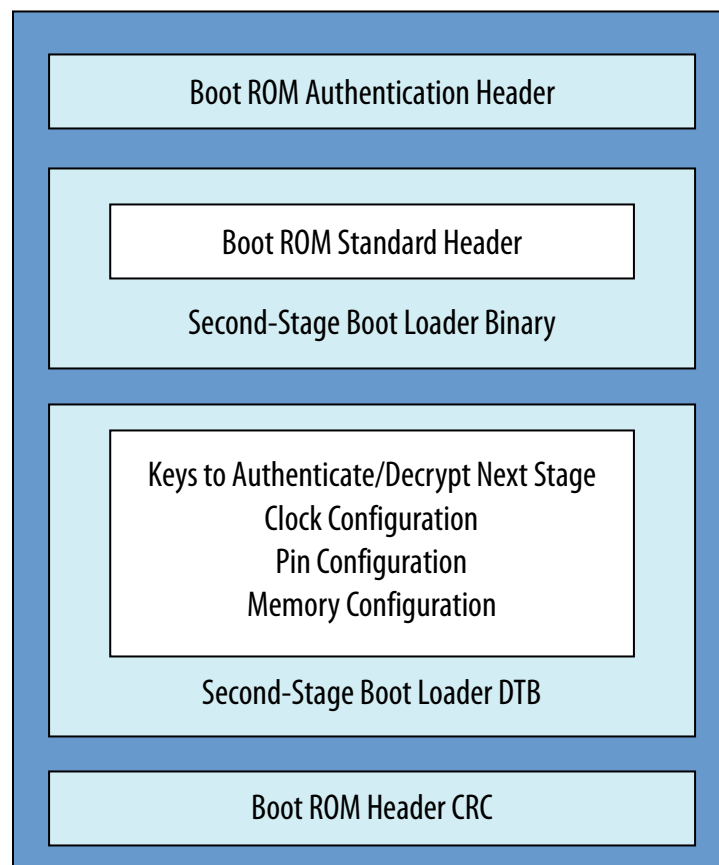 Boot ROM Authentication Header
Boot ROM Standard Header
Second-Stage Boot Loader Binary
Keys to Authenticate/Decrypt Next Stage
Clock Configuration
Pin Configuration
Memory Configuration
Second-Stage Boot Loader DTB
Boot ROM Header CRC